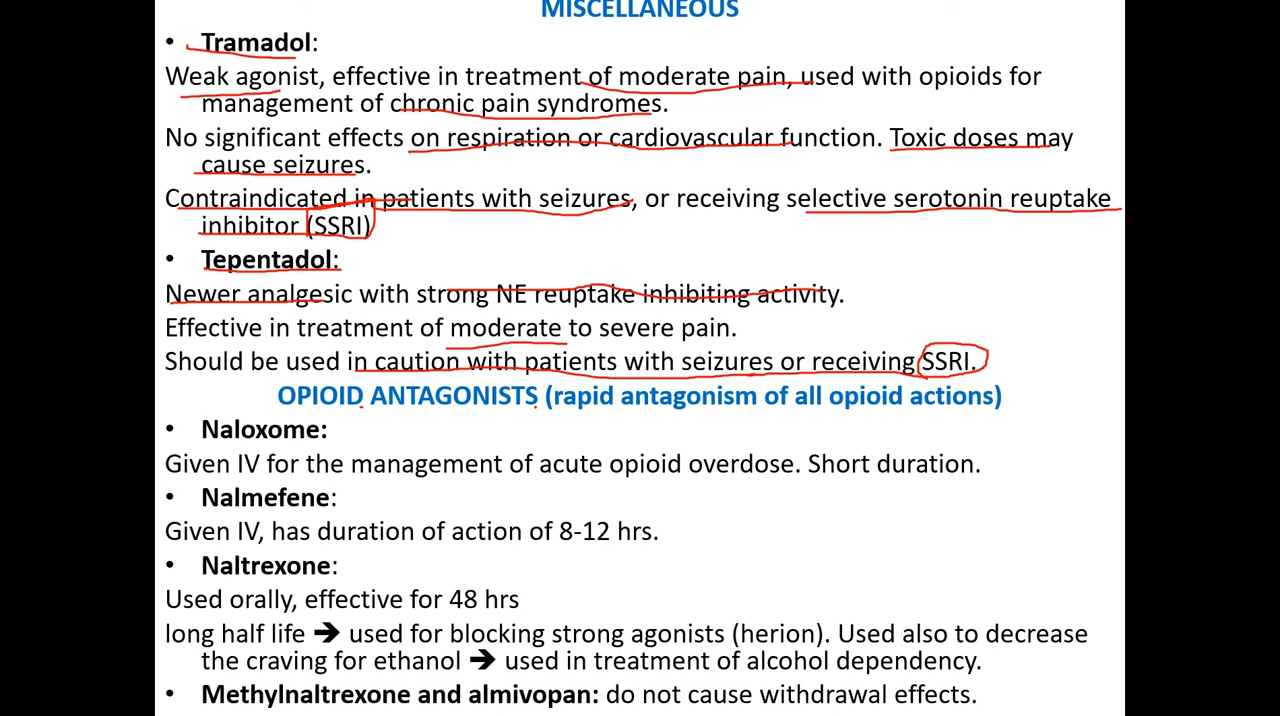 MISCELLANEOUS
• Tramadol:
Weak agonist, effective in treatment of moderate pain, used with opioids for
management of chronic pain syndromes.
No significant effects on respiration or cardiovascular function. Toxic doses may
cause seizures.
Contraindicated in patients with seizures, or receiving selective serotonin reuptake
inhibitor (SSRI)
• Tepentadol:
Newer analgesic with strong NE reuptake inhibiting activity.
Effective in treatment of moderate to severe pain.
Should be used in caution with patients with seizures or receiving SSRI.
OPIOID ANTAGONISTS (rapid antagonism of all opioid actions)
• Naloxome:
Given IV for the management of acute opioid overdose. Short duration.
• Nalmefene:
Given IV, has duration of action of 8-12 hrs.
• Naltrexone:
Used orally, effective for 48 hrs
long half life 🡺 used for blocking strong agonists (herion). Used also to decrease
the craving for ethanol 🡺 used in treatment of alcohol dependency.
• Methylnaltrexone and almivopan: do not cause withdrawal effects.